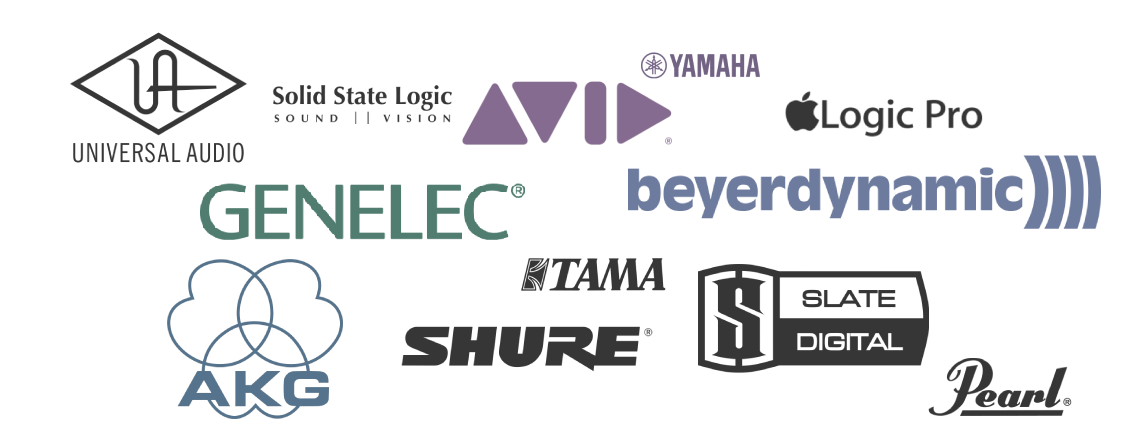 UA
UNIVERSAL AUDIO
Solid State Logic
SOUND || VISION
AVID®
YAMAHA
Logic Pro
GENELEC®
beyerdynamic
AKG
TAMA
SHURE®
S
SLATE
DIGITAL
Pearl®